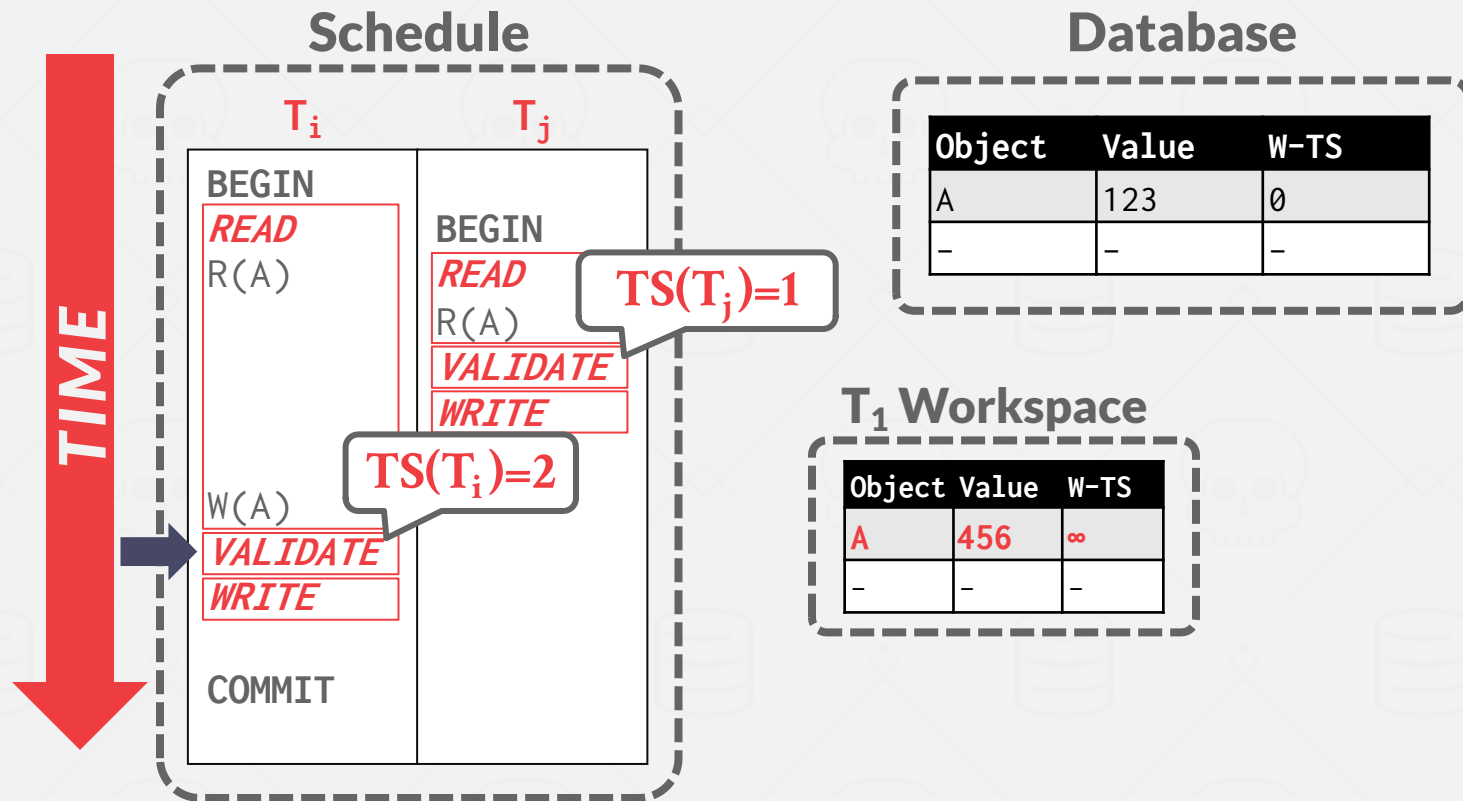 Schedule
TIME
Tᵢ Tⱼ
BEGIN
READ
R(A)
W(A)
VALIDATE
WRITE
COMMIT
BEGIN
READ
R(A)
VALIDATE
WRITE
TS(Tⱼ)=1
TS(Tᵢ)=2
Database
Object Value W-TS
A 123 0
- - -
T₁ Workspace
Object Value W-TS
A 456 ∞
- - -